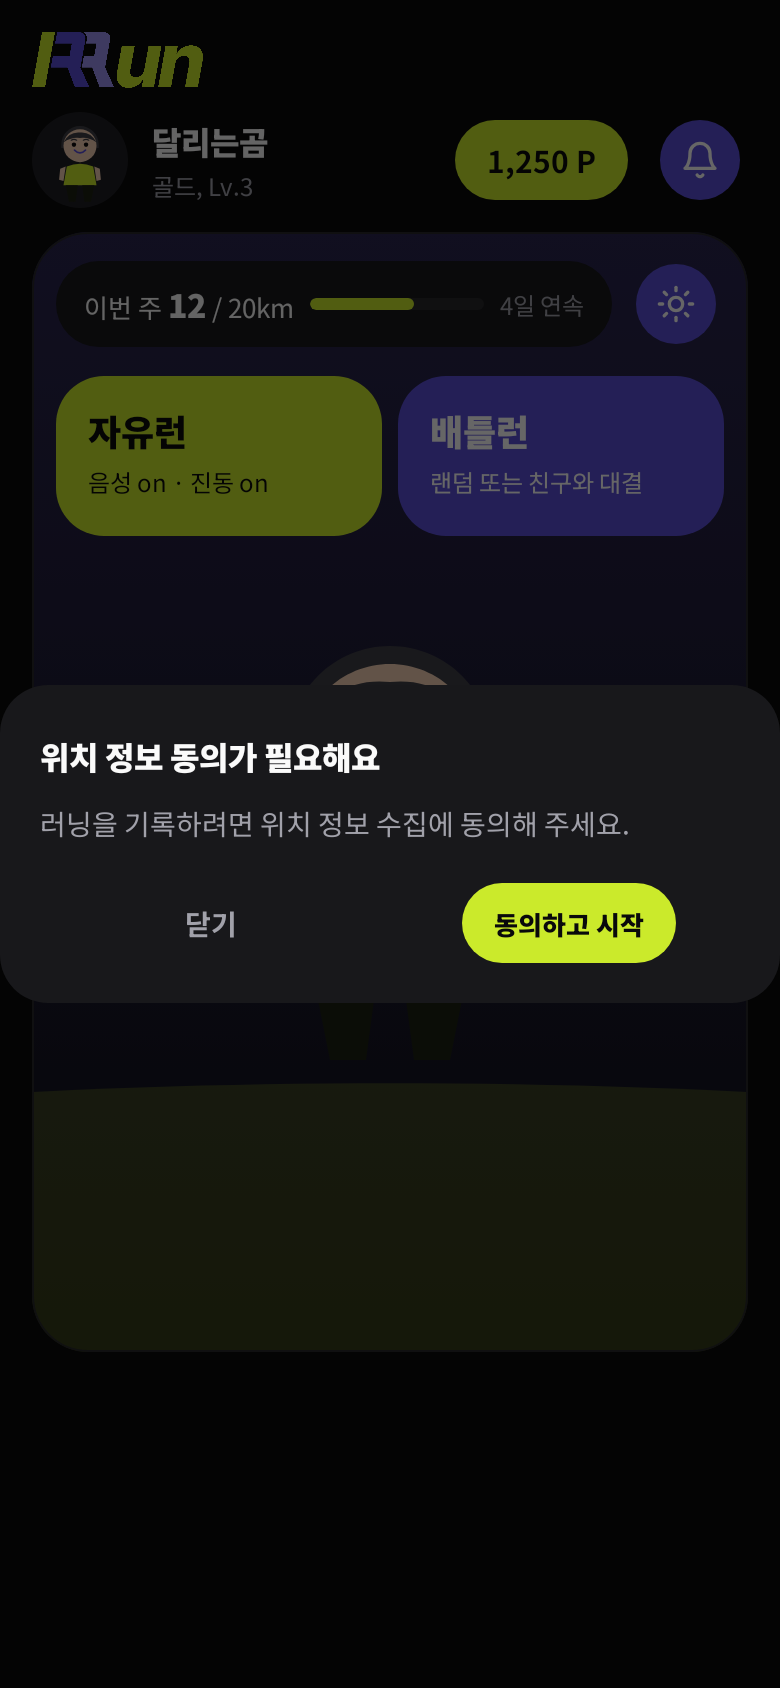 RRun
달리는곰
골드, Lv.3
1,250 P
이번 주 12 / 20km
4일 연속
자유런
음성 on · 진동 on
배틀런
랜덤 또는 친구와 대결
위치 정보 동의가 필요해요
러닝을 기록하려면 위치 정보 수집에 동의해 주세요.
닫기
동의하고 시작